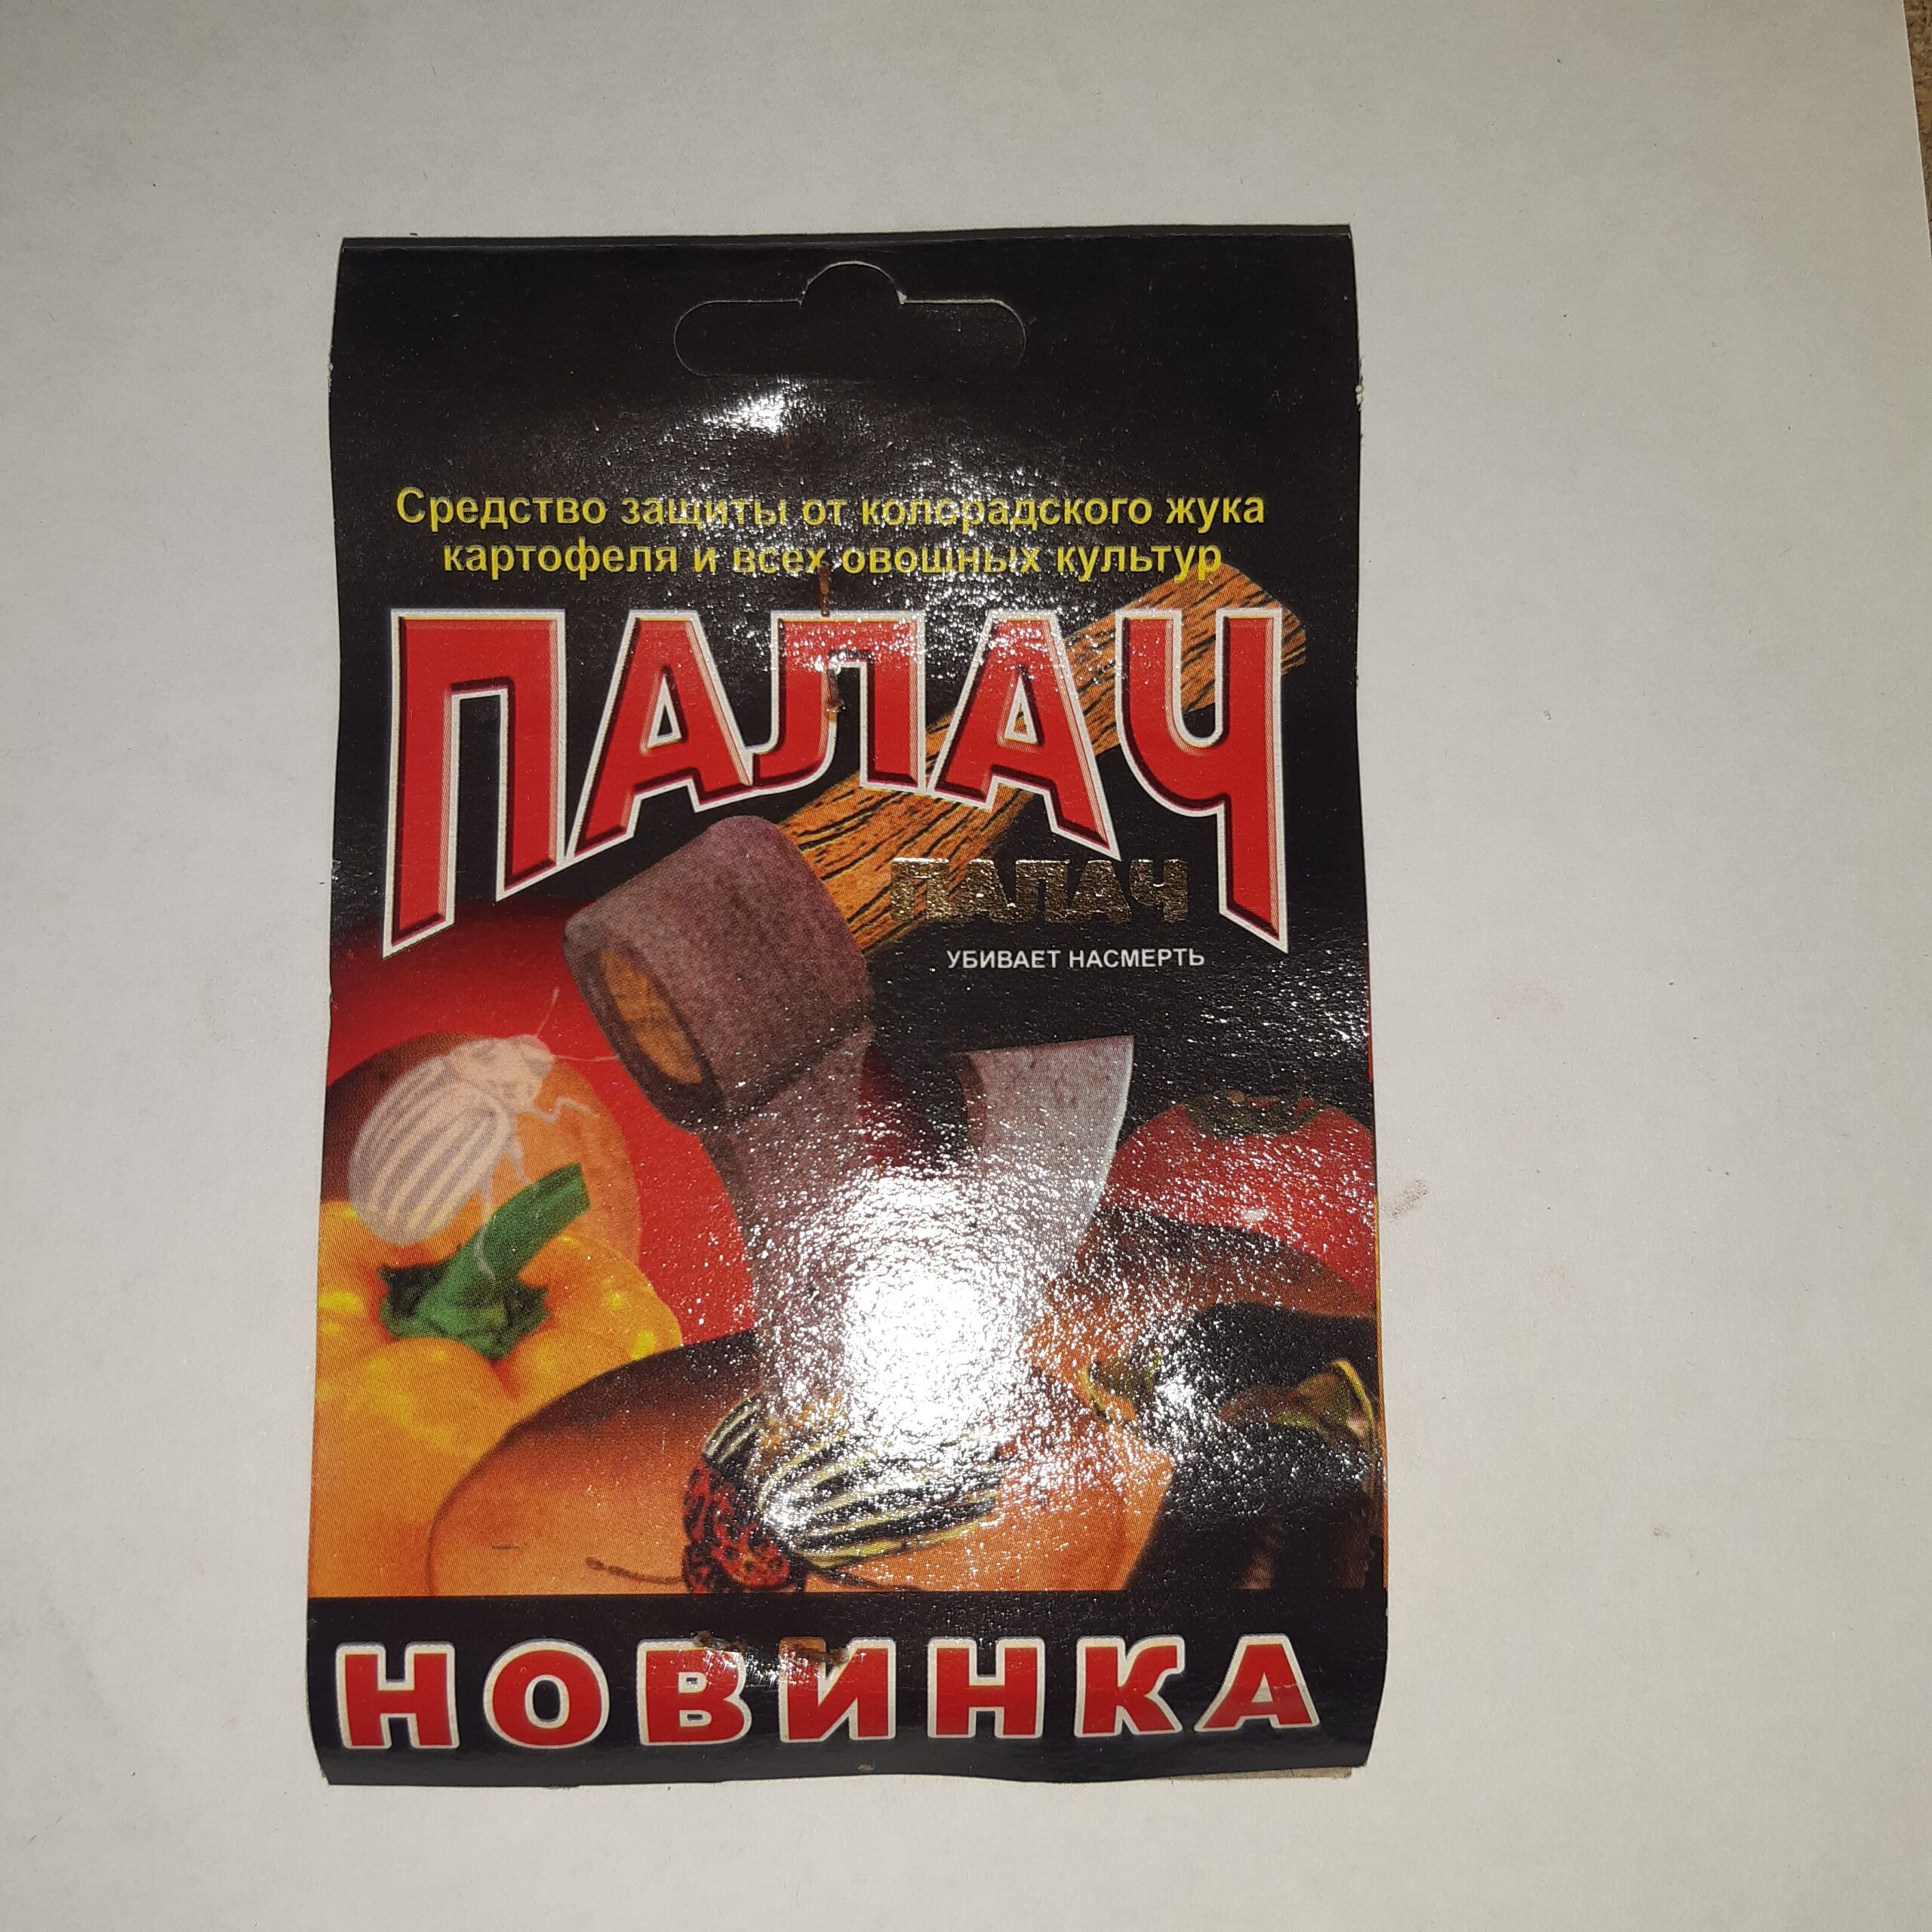 Средство защиты от колорадского жука
картофеля и всех овощных культур
ПАЛАЧ
ПАЛАЧ
УБИВАЕТ НАСМЕРТЬ
НОВИНКА